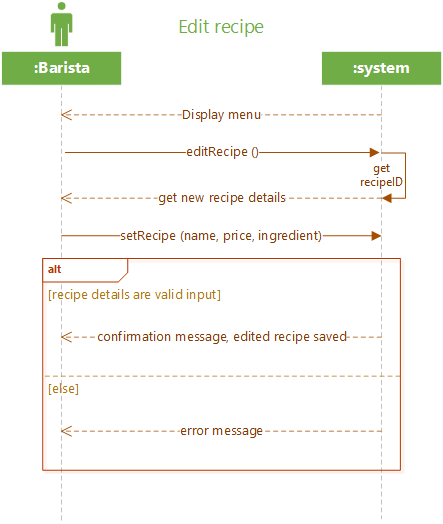 Edit recipe
:Barista
:system
Display menu
editRecipe ()
get
recipeID
get new recipe details
setRecipe (name, price, ingredient)
alt
[recipe details are valid input]
confirmation message, edited recipe saved
[else]
error message